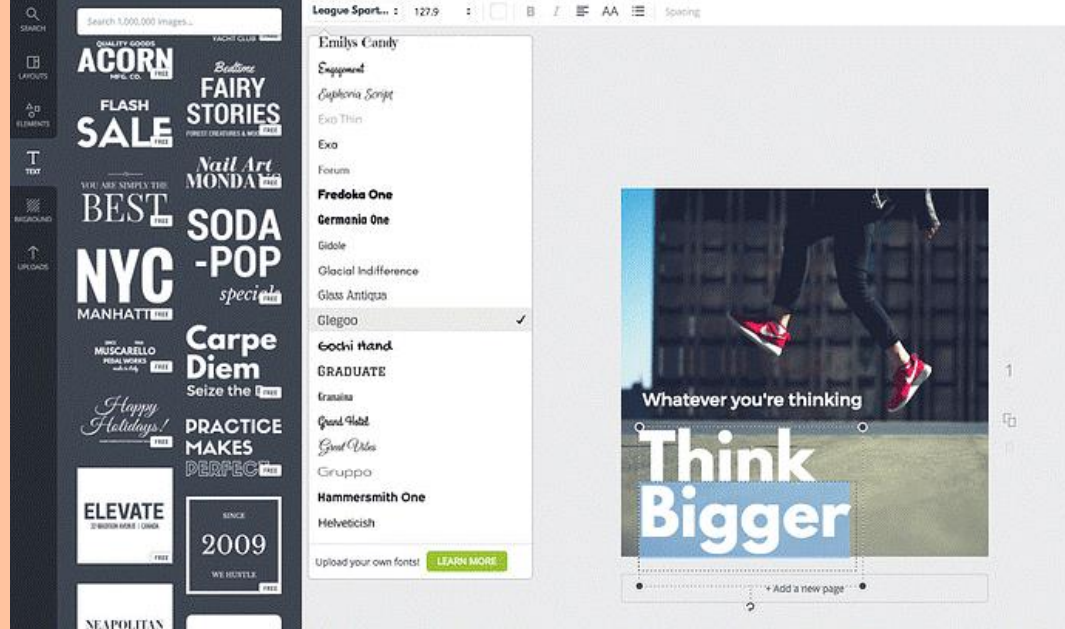 SEARCH
LAYOUTS
ELEMENTS
TEXT
BKGROUND
UPLOADS
Search 1,000,000 images...
QUALITY GOODS
ACORN
MFG. CO.
FREE
FLASH
SALE
FREE
YOU ARE SIMPLY THE
BEST
FREE
NYC
MANHATT
FREE
MUSCARELLO
PEDAL WORKS
FREE
Happy
Holidays!
FREE
ELEVATE
FREE
NEAPOLITAN
YACHT CLUB
Bedtime
FAIRY
STORIES
FREE
Nail Art
MONDAYS
FREE
SODA
-POP
specials
FREE
Carpe
Diem
Seize the
FREE
PRACTICE
MAKES
PERFECT
FREE
SINCE
2009
WE HUSTLE
FREE
League Spart... 127.9 B I AA Spacing
Emilys Candy
Engagement
Euphoria Script
Exo Thin
Exo
Forum
Fredoka One
Germania One
Gidole
Glacial Indifference
Glass Antiqua
Glegoo
Gochi Hand
GRADUATE
Granaina
Grand Hotel
Great Vibes
Gruppo
Hammersmith One
Helveticish
Upload your own fonts! LEARN MORE
Whatever you're thinking
Think
Bigger
1
+ Add a new page